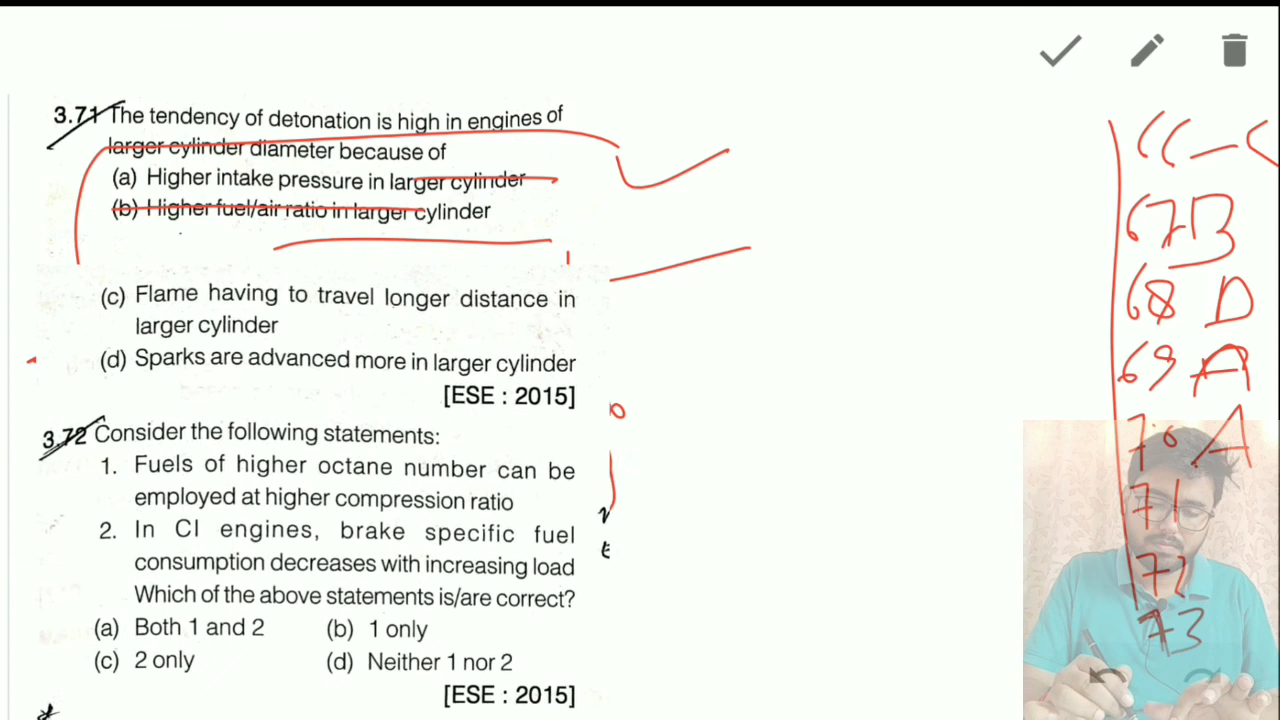 3.71 The tendency of detonation is high in engines of
larger cylinder diameter because of
(a) Higher intake pressure in larger cylinder
(b) Higher fuel/air ratio in larger cylinder
(c) Flame having to travel longer distance in
larger cylinder
(d) Sparks are advanced more in larger cylinder
[ESE : 2015]
3.72 Consider the following statements:
1. Fuels of higher octane number can be
employed at higher compression ratio
2. In CI engines, brake specific fuel
consumption decreases with increasing load
Which of the above statements is/are correct?
(a) Both 1 and 2 (b) 1 only
(c) 2 only (d) Neither 1 nor 2
[ESE : 2015]
67 B
68 D
69 A
70 A
71
72
73